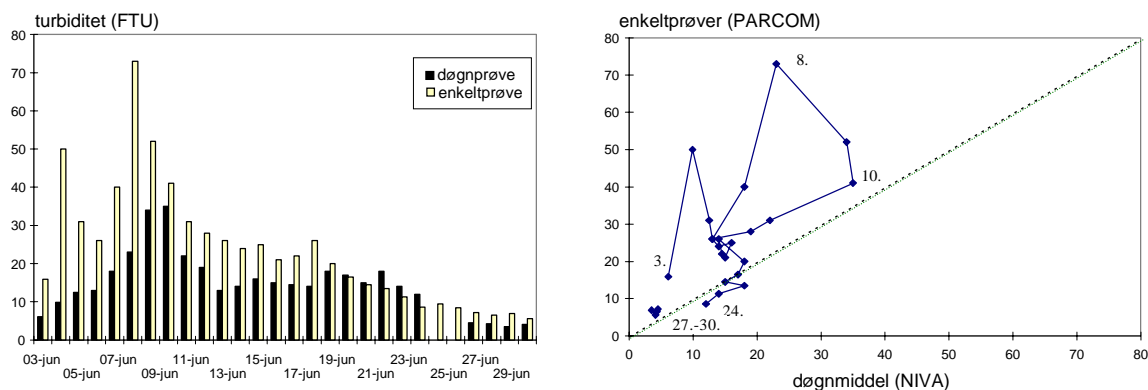 turbiditet (FTU)
80
70
60
50
40
30
20
10
0
døgnprøve
enkeltprøve
03-jun 07-jun 11-jun 15-jun 19-jun 23-jun 27-jun
05-jun 09-jun 13-jun 17-jun 21-jun 25-jun 29-jun
enkeltprøver (PARCOM)
80
70
60
50
40
30
20
10
0
8.
10.
3.
24.
27.-30.
0 10 20 30 40 50 60 70 80
døgnmiddel (NIVA)